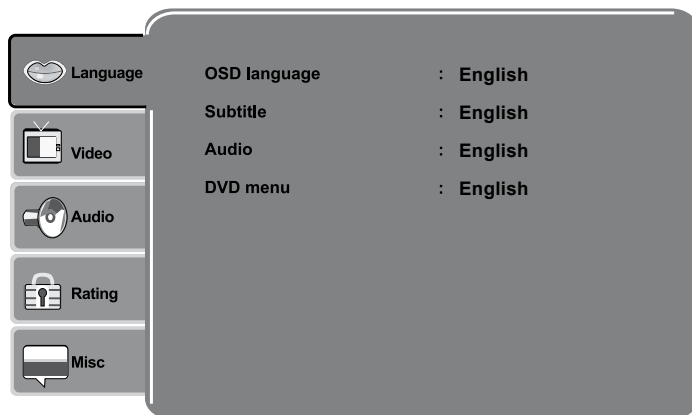 Language
Video
Audio
Rating
Misc
OSD language : English
Subtitle : English
Audio : English
DVD menu : English